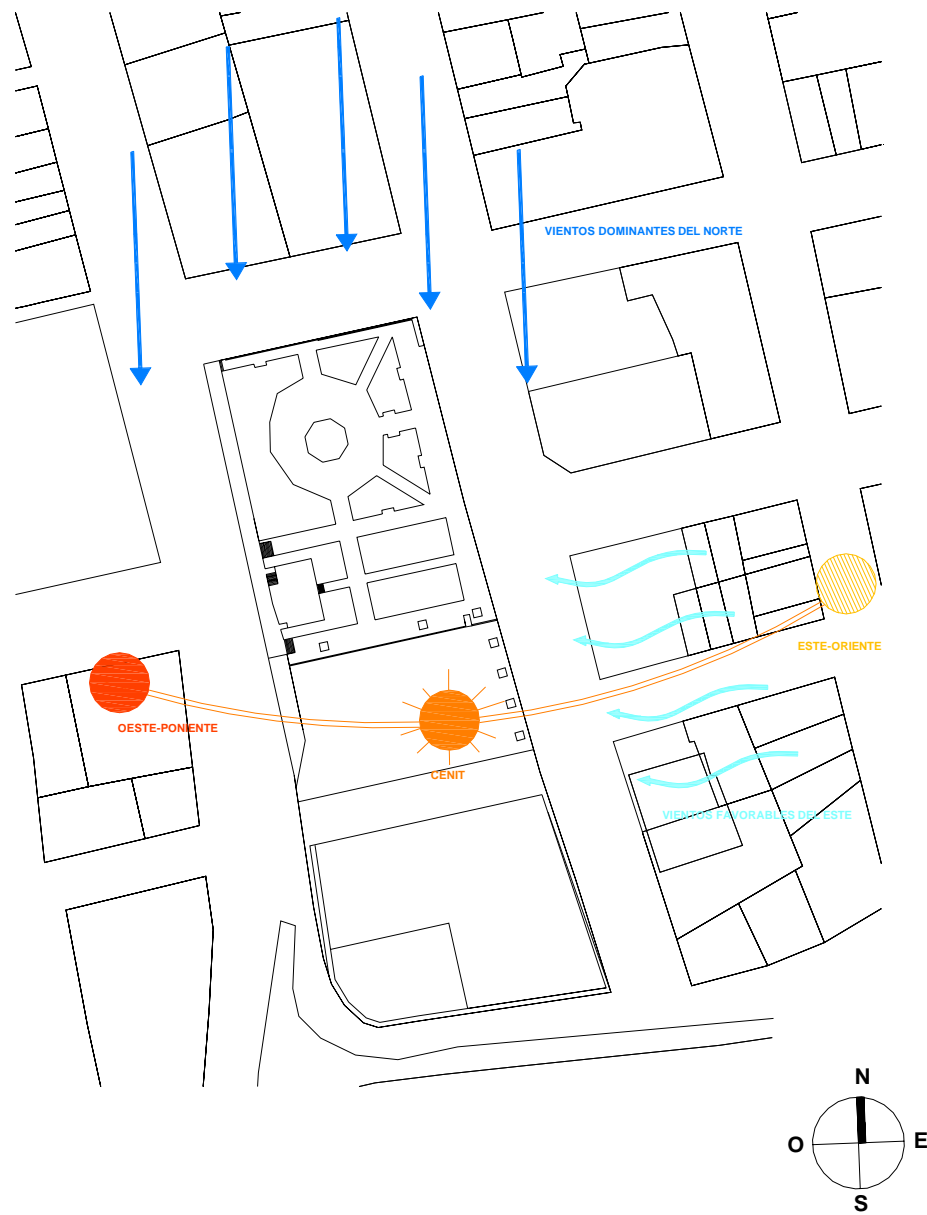 VIENTOS DOMINANTES DEL NORTE
ESTE-ORIENTE
OESTE-PONIENTE
CENIT
VIENTOS FAVORABLES DEL ESTE
N
O
E
S